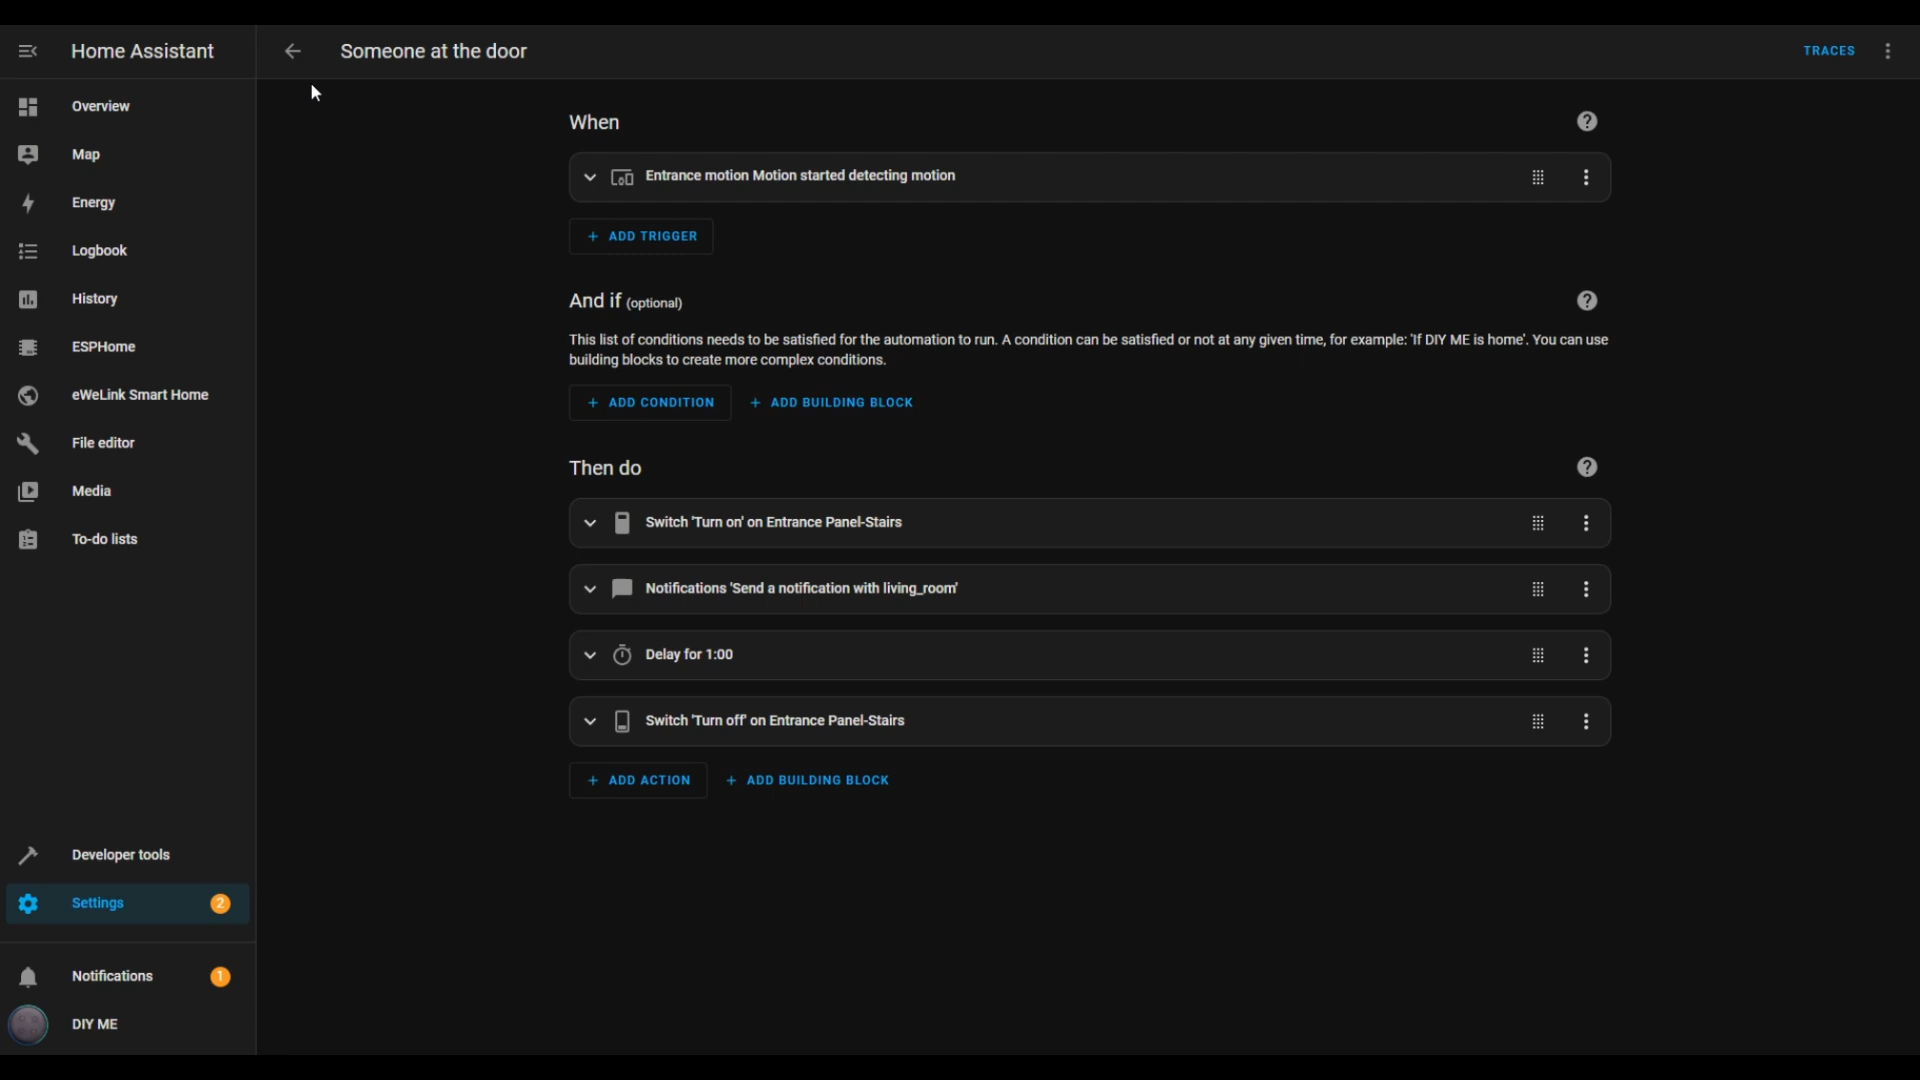 Home Assistant
Someone at the door
TRACES
Overview
Map
Energy
Logbook
History
ESPHome
eWeLink Smart Home
File editor
Media
To-do lists
Developer tools
Settings
2
Notifications
1
DIY ME
When
Entrance motion Motion started detecting motion
+ ADD TRIGGER
And if (optional)
This list of conditions needs to be satisfied for the automation to run. A condition can be satisfied or not at any given time, for example: 'If DIY ME is home'. You can use
building blocks to create more complex conditions.
+ ADD CONDITION + ADD BUILDING BLOCK
Then do
Switch 'Turn on' on Entrance Panel-Stairs
Notifications 'Send a notification with living_room'
Delay for 1:00
Switch 'Turn off' on Entrance Panel-Stairs
+ ADD ACTION + ADD BUILDING BLOCK